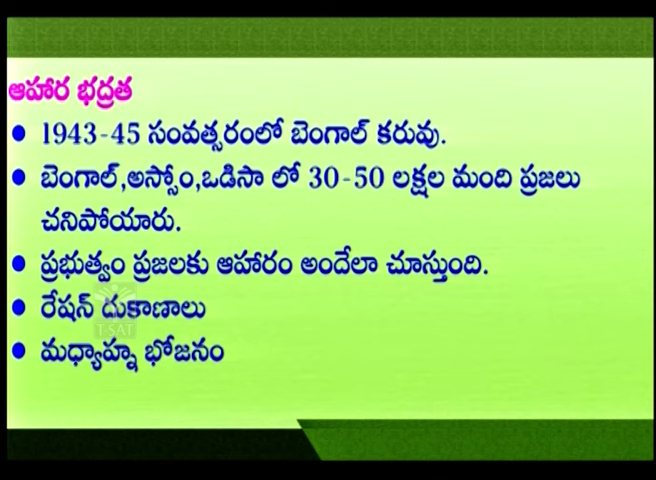 ఆహార భద్రత
• 1943-45 సంవత్సరంలో బెంగాల్ కరువు.
• బెంగాల్,అస్సోం,ఒడిసా లో 30-50 లక్షల మంది ప్రజలు
చనిపోయారు.
• ప్రభుత్వం ప్రజలకు ఆహారం అందేలా చూస్తుంది.
• రేషన్ దుకాణాలు
T-SAT
• మధ్యాహ్న భోజనం